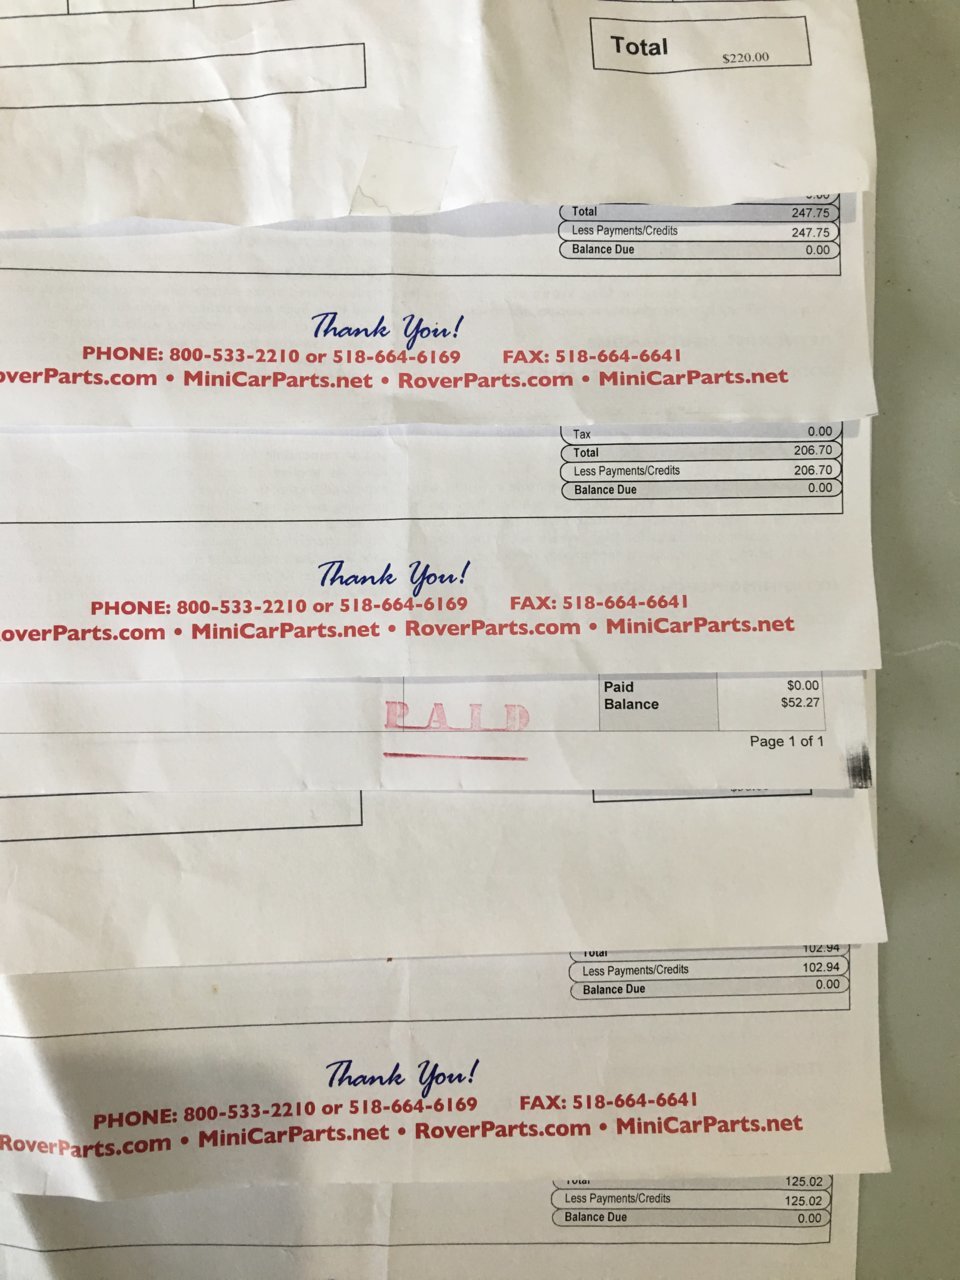 Total $220.00
Total 247.75
Less Payments/Credits 247.75
Balance Due 0.00
Thank You!
PHONE: 800-533-2210 or 518-664-6169 FAX: 518-664-6641
overParts.com • MiniCarParts.net • RoverParts.com • MiniCarParts.net
Tax 0.00
Total 206.70
Less Payments/Credits 206.70
Balance Due 0.00
Thank You!
PHONE: 800-533-2210 or 518-664-6169 FAX: 518-664-6641
overParts.com • MiniCarParts.net • RoverParts.com • MiniCarParts.net
Paid $0.00
Balance $52.27
PAID
Page 1 of 1
Total 102.94
Less Payments/Credits 102.94
Balance Due 0.00
Thank You!
PHONE: 800-533-2210 or 518-664-6169 FAX: 518-664-6641
RoverParts.com • MiniCarParts.net • RoverParts.com • MiniCarParts.net
Total 125.02
Less Payments/Credits 125.02
Balance Due 0.00